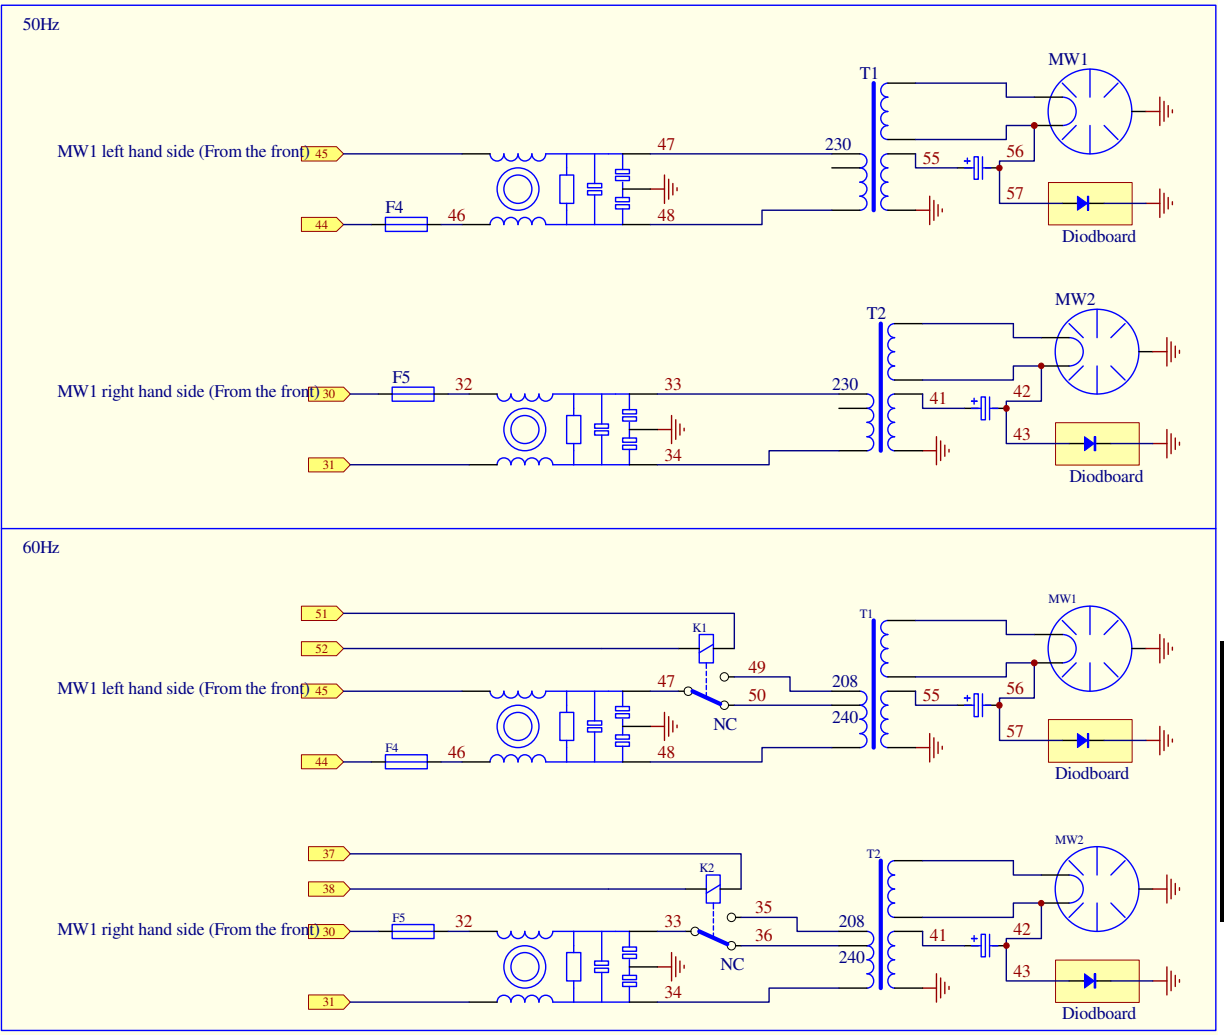 50Hz
MW1
T1
MW1 left hand side (From the front)
45
47
230
55
56
57
F4
44
46
48
Diodboard
MW2
T2
MW1 right hand side (From the front)
30
F5
32
33
230
41
42
43
31
34
Diodboard
60Hz
51
52
K1
T1
MW1
MW1 left hand side (From the front)
45
47
49
50
NC
208
240
55
56
57
44
F4
46
48
Diodboard
37
38
K2
T2
MW2
MW1 right hand side (From the front)
30
F5
32
33
35
36
NC
208
240
41
42
43
31
34
Diodboard